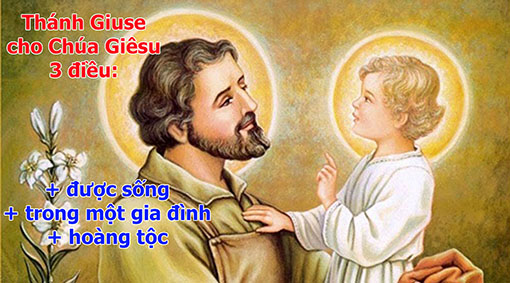 Thánh Giuse
cho Chúa Giêsu
3 điều:
+ được sống
+ trong một gia đình
+ hoàng tộc